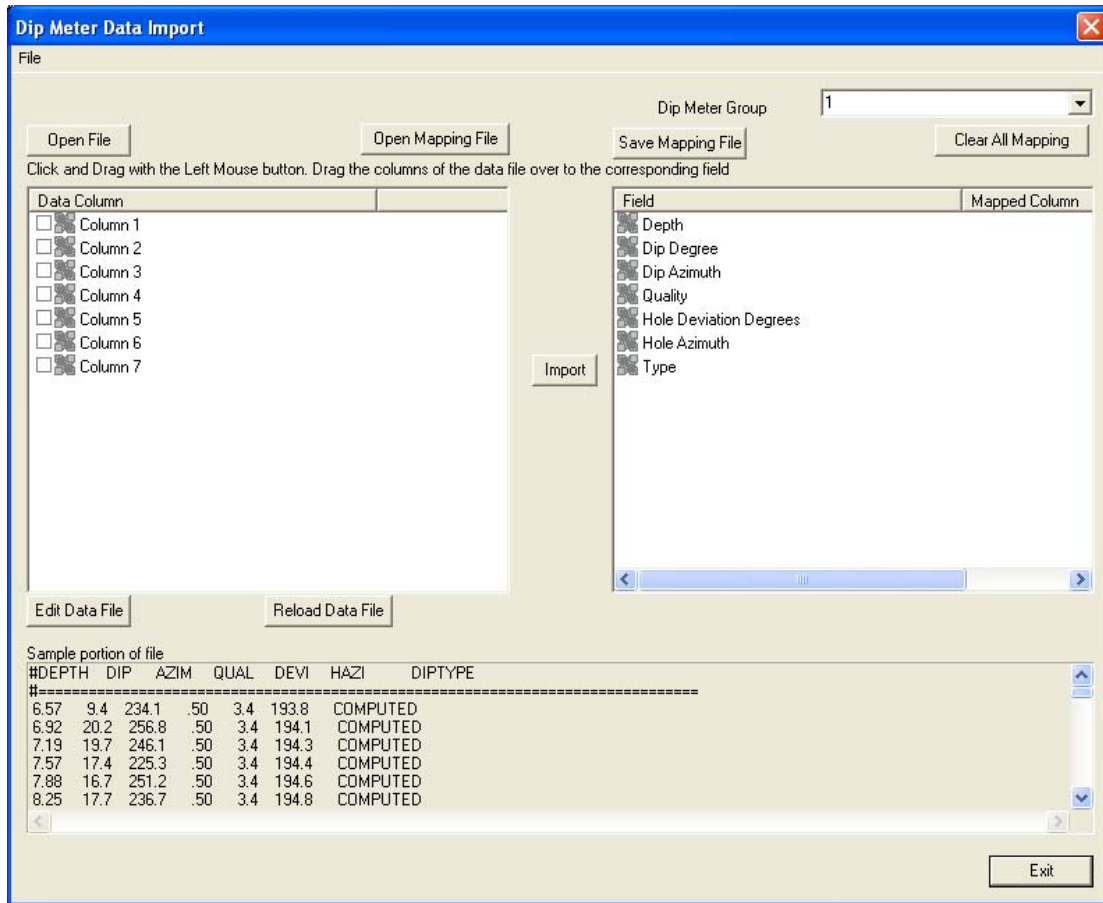 Dip Meter Data Import
File
Dip Meter Group 1
Open File Open Mapping File Save Mapping File Clear All Mapping
Click and Drag with the Left Mouse button. Drag the columns of the data file over to the corresponding field
Data Column
Column 1
Column 2
Column 3
Column 4
Column 5
Column 6
Column 7
Import
Field Mapped Column
Depth
Dip Degree
Dip Azimuth
Quality
Hole Deviation Degrees
Hole Azimuth
Type
Edit Data File Reload Data File
Sample portion of file
#DEPTH DIP AZIM QUAL DEVI HAZI DIPTYPE
#================================================================================
6.57 9.4 234.1 .50 3.4 193.8 COMPUTED
6.92 20.2 256.8 .50 3.4 194.1 COMPUTED
7.19 19.7 246.1 .50 3.4 194.3 COMPUTED
7.57 17.4 225.3 .50 3.4 194.4 COMPUTED
7.88 16.7 251.2 .50 3.4 194.6 COMPUTED
8.25 17.7 236.7 .50 3.4 194.8 COMPUTED
Exit